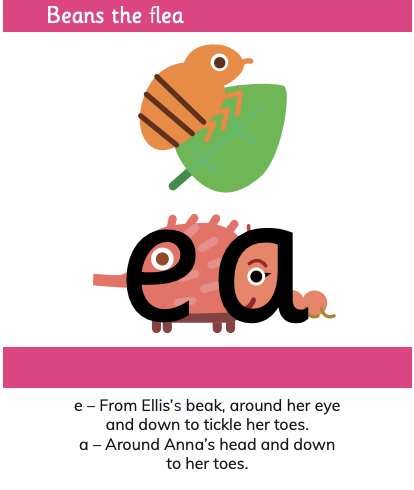 Beans the flea
ea
e – From Ellis's beak, around her eye
and down to tickle her toes.
a – Around Anna's head and down
to her toes.